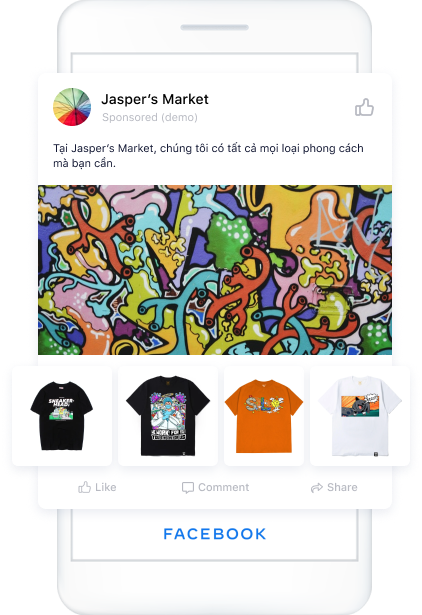 Jasper's Market
Sponsored (demo)
Tại Jasper's Market, chúng tôi có tất cả mọi loại phong cách
mà bạn cần.
SNEAKER-
HEAD.
Like
Comment
Share
FACEBOOK